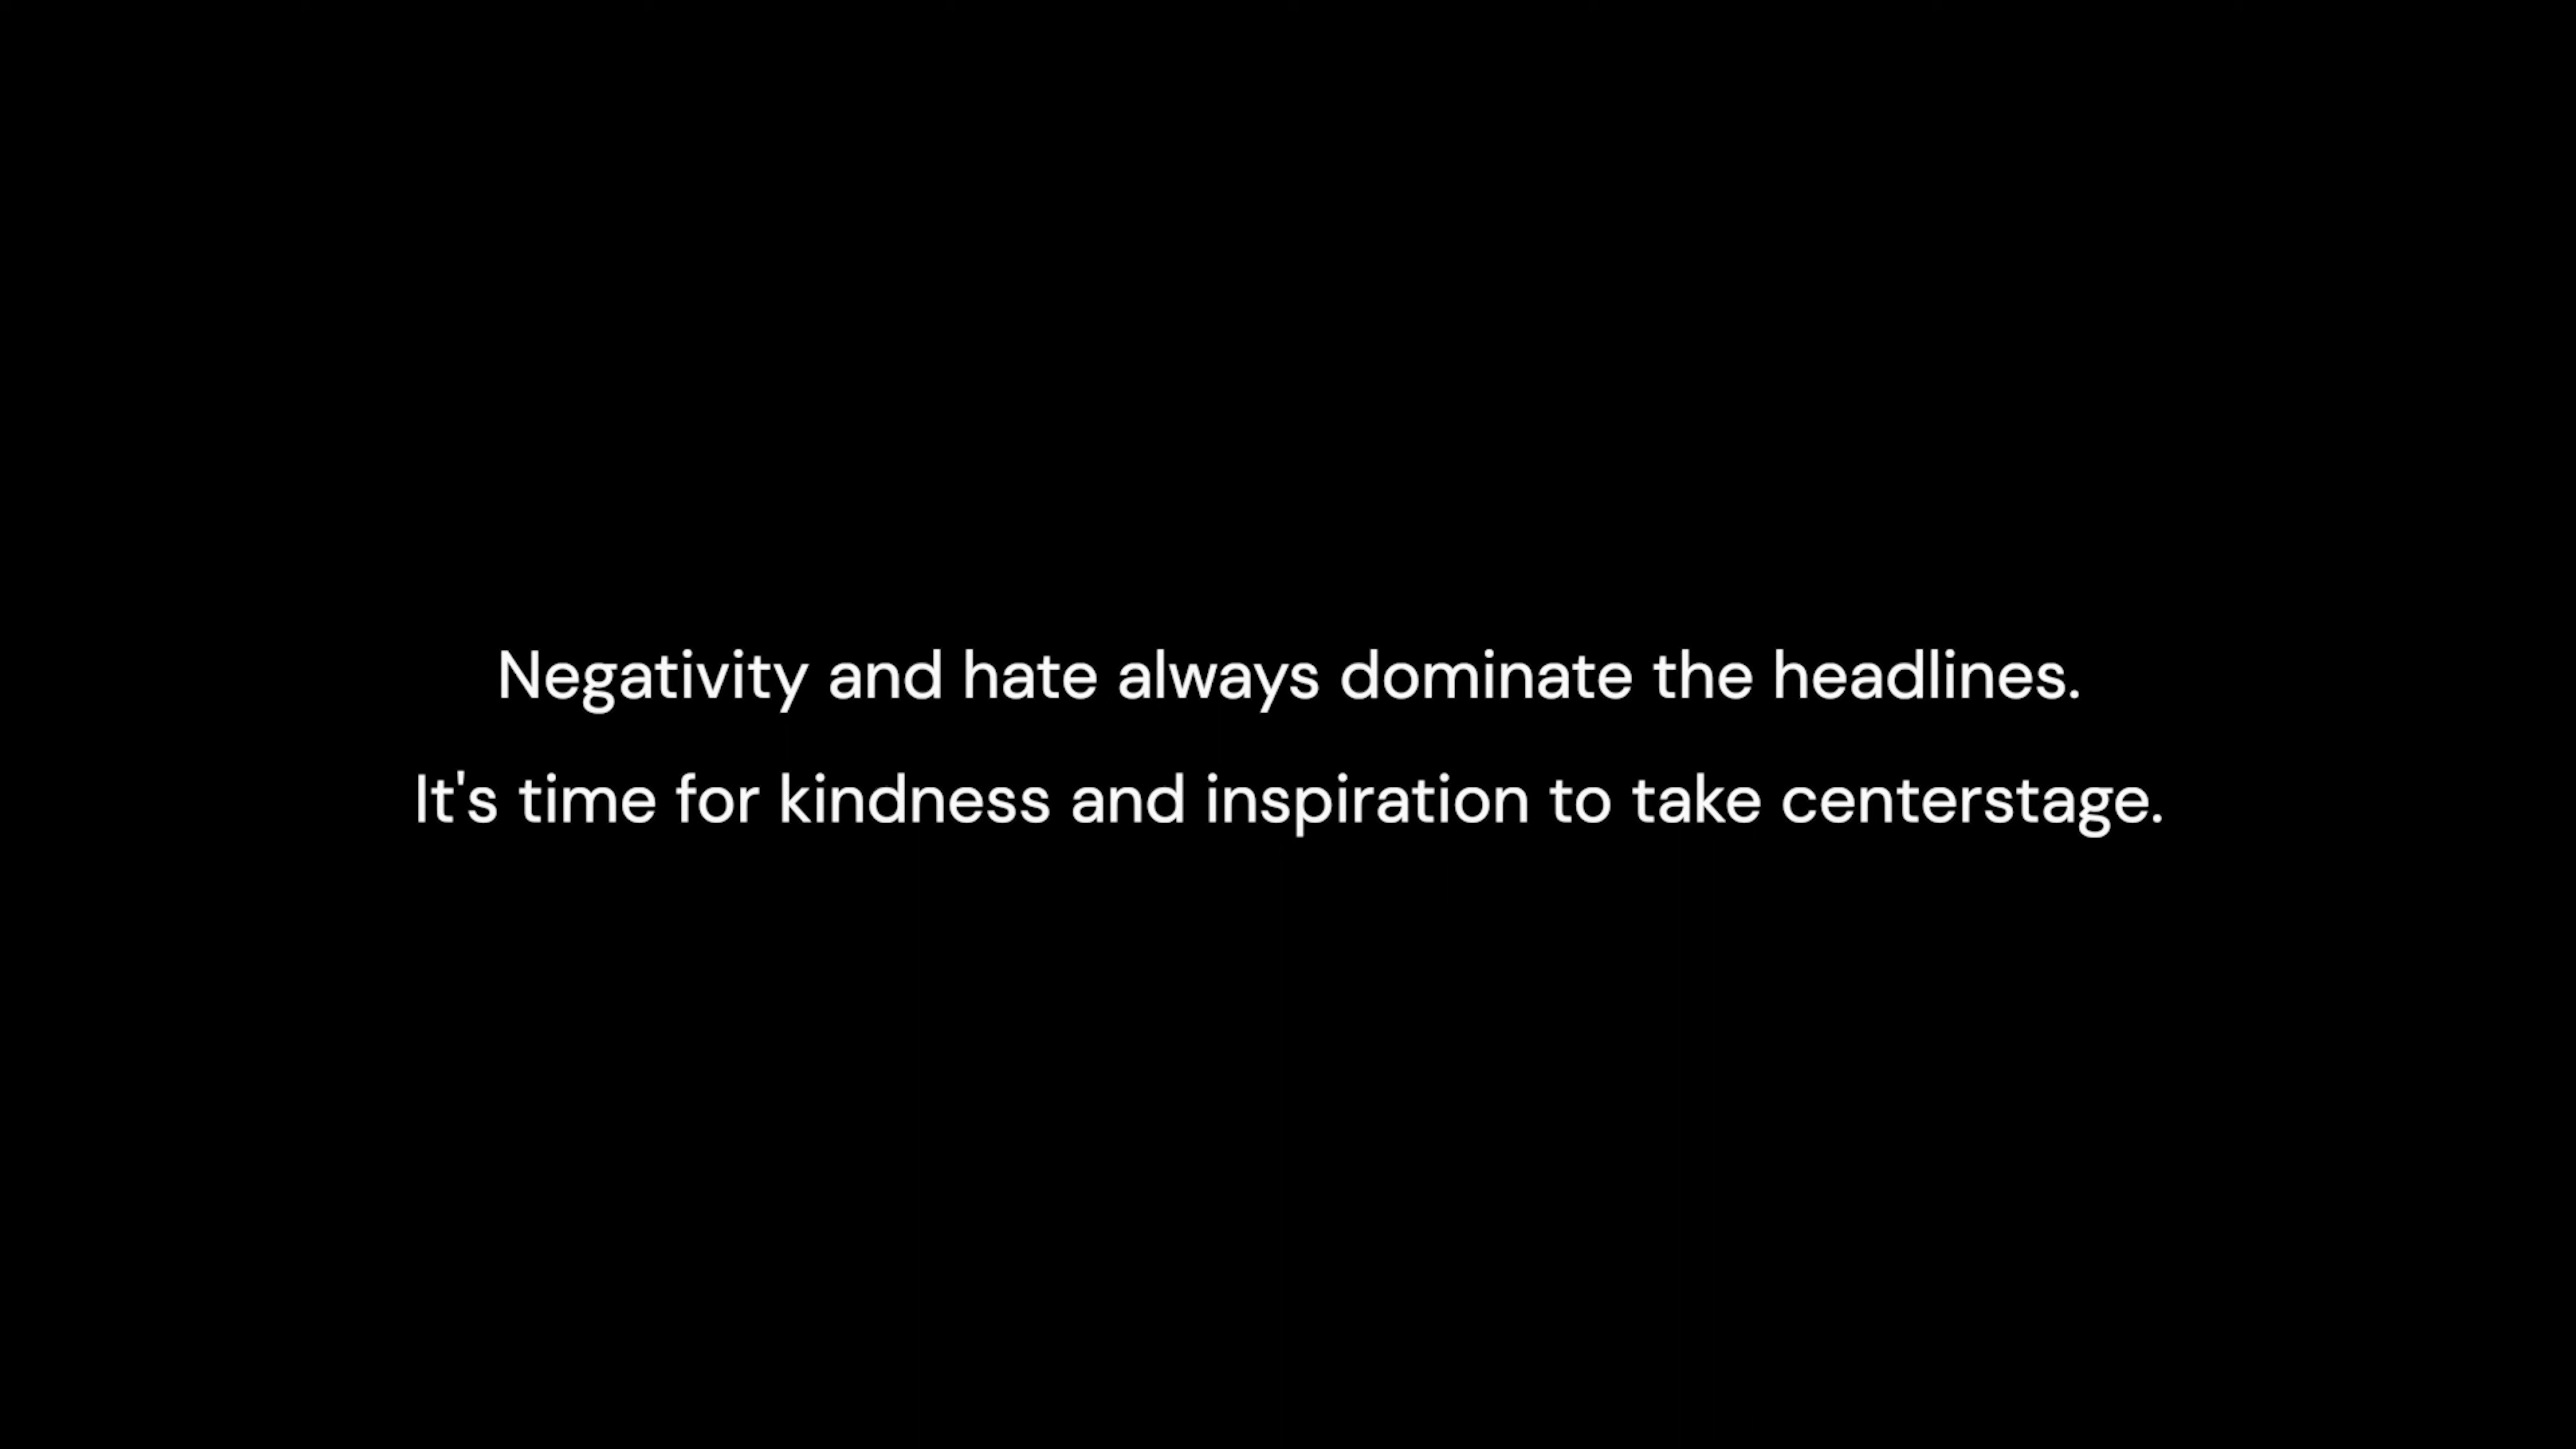 Negativity and hate always dominate the headlines.
It's time for kindness and inspiration to take centerstage.